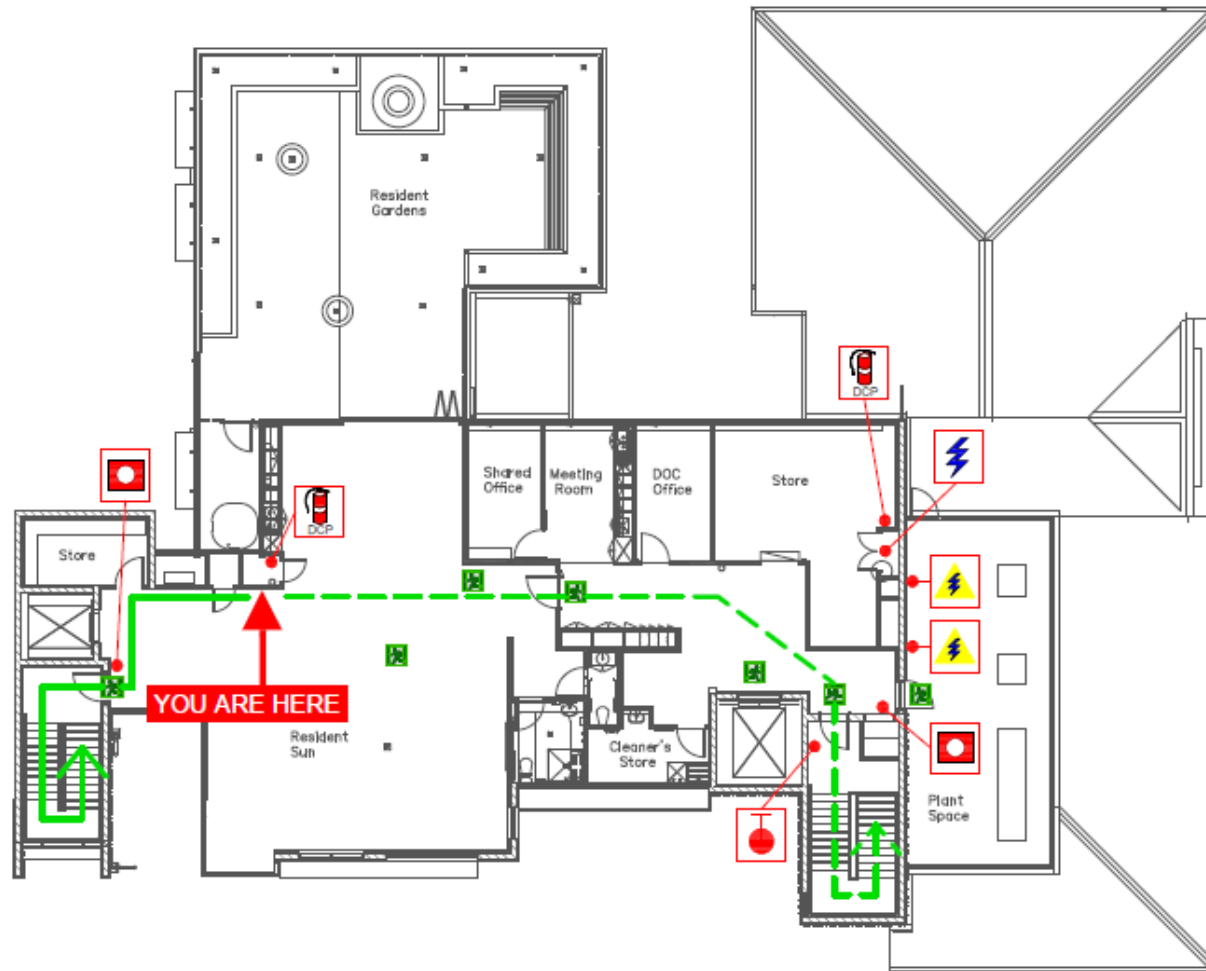 Resident
Gardens
DCP
Shared
Office
Meeting
Room
DOC
Office
Store
DCP
Store
YOU ARE HERE
Resident
Sun
Cleaner's
Store
Plant
Space